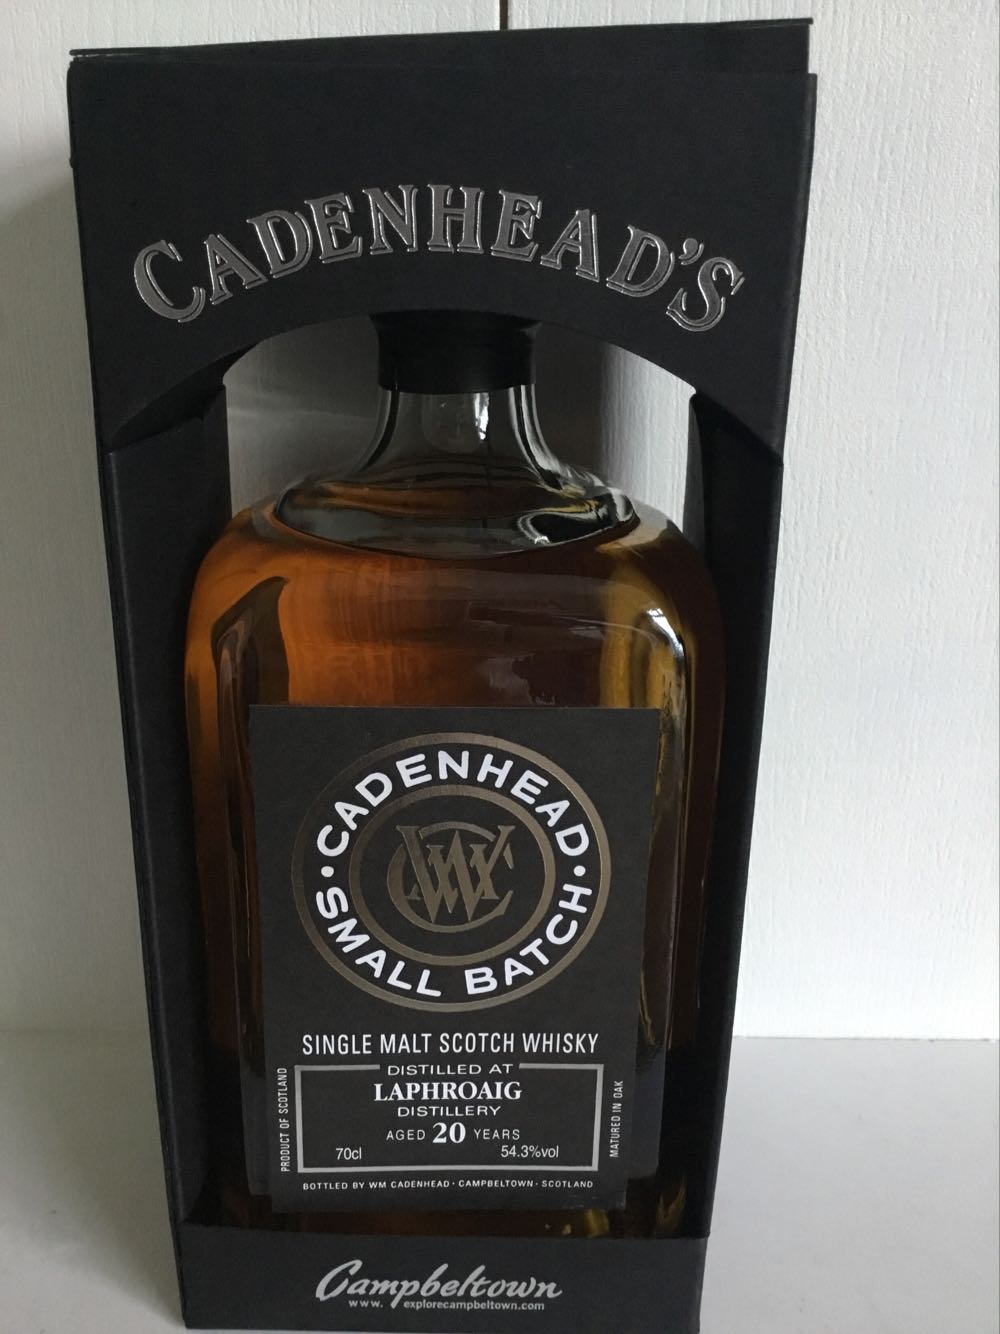 CADENHEAD'S
CADENHEAD
WC
SMALL BATCH
SINGLE MALT SCOTCH WHISKY
DISTILLED AT
LAPHROAIG
DISTILLERY
AGED 20 YEARS
70cl 54.3%vol
PRODUCT OF SCOTLAND
MATURED IN OAK
BOTTLED BY WM CADENHEAD · CAMPBELTOWN · SCOTLAND
Campbeltown
www. explorecampbeltown.com